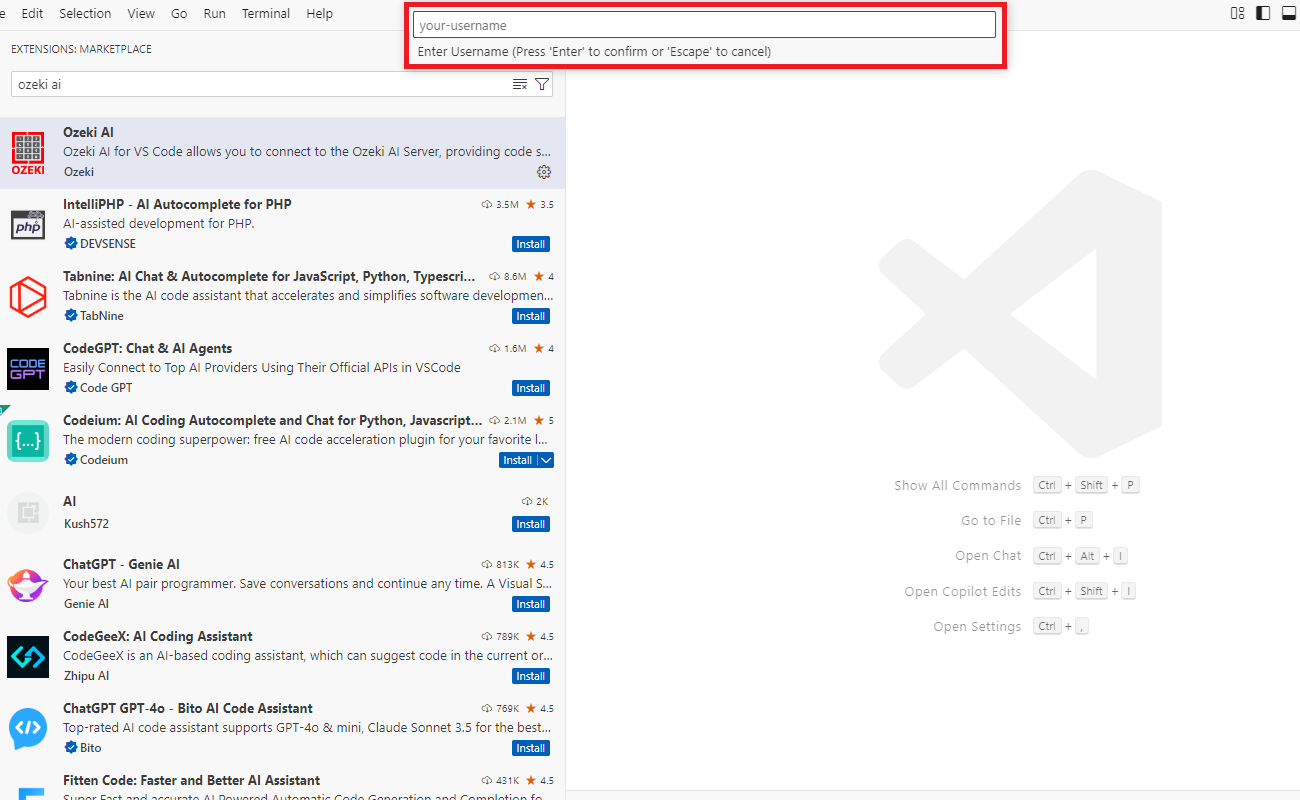 Edit Selection View Go Run Terminal Help
your-username
Enter Username (Press 'Enter' to confirm or 'Escape' to cancel)
EXTENSIONS: MARKETPLACE
ozeki ai
Ozeki AI
Ozeki AI for VS Code allows you to connect to the Ozeki AI Server, providing code s...
Ozeki
OZEKI
IntelliPHP - AI Autocomplete for PHP 3.5M 3.5
AI-assisted development for PHP.
DEVSENSE Install
php
Tabnine: AI Chat & Autocomplete for JavaScript, Python, Typescri... 8.6M 4
Tabnine is the AI code assistant that accelerates and simplifies software developmen...
TabNine Install
CodeGPT: Chat & AI Agents 1.6M 4
Easily Connect to Top AI Providers Using Their Official APIs in VSCode
Code GPT Install
CODE
GPT
Codeium: AI Coding Autocomplete and Chat for Python, Javascript... 2.1M 5
The modern coding superpower: free AI code acceleration plugin for your favorite l...
Codeium Install
{...}
AI 2K
Kush572 Install
ChatGPT - Genie AI 813K 4.5
Your best AI pair programmer. Save conversations and continue any time. A Visual S...
Genie AI Install
CodeGeeX: AI Coding Assistant 789K 4.5
CodeGeeX is an AI-based coding assistant, which can suggest code in the current or...
Zhipu AI Install
ChatGPT GPT-4o - Bito AI Code Assistant 769K 4.5
Top-rated AI code assistant supports GPT-4o & mini, Claude Sonnet 3.5 for the best...
Bito Install
Fitten Code: Faster and Better AI Assistant 431K 4.5
Super Fast and accurate AI Powered Automatic Code Generation and Completion fo...
Show All Commands Ctrl + Shift + P
Go to File Ctrl + P
Open Chat Ctrl + Alt + I
Open Copilot Edits Ctrl + Shift + I
Open Settings Ctrl + ,